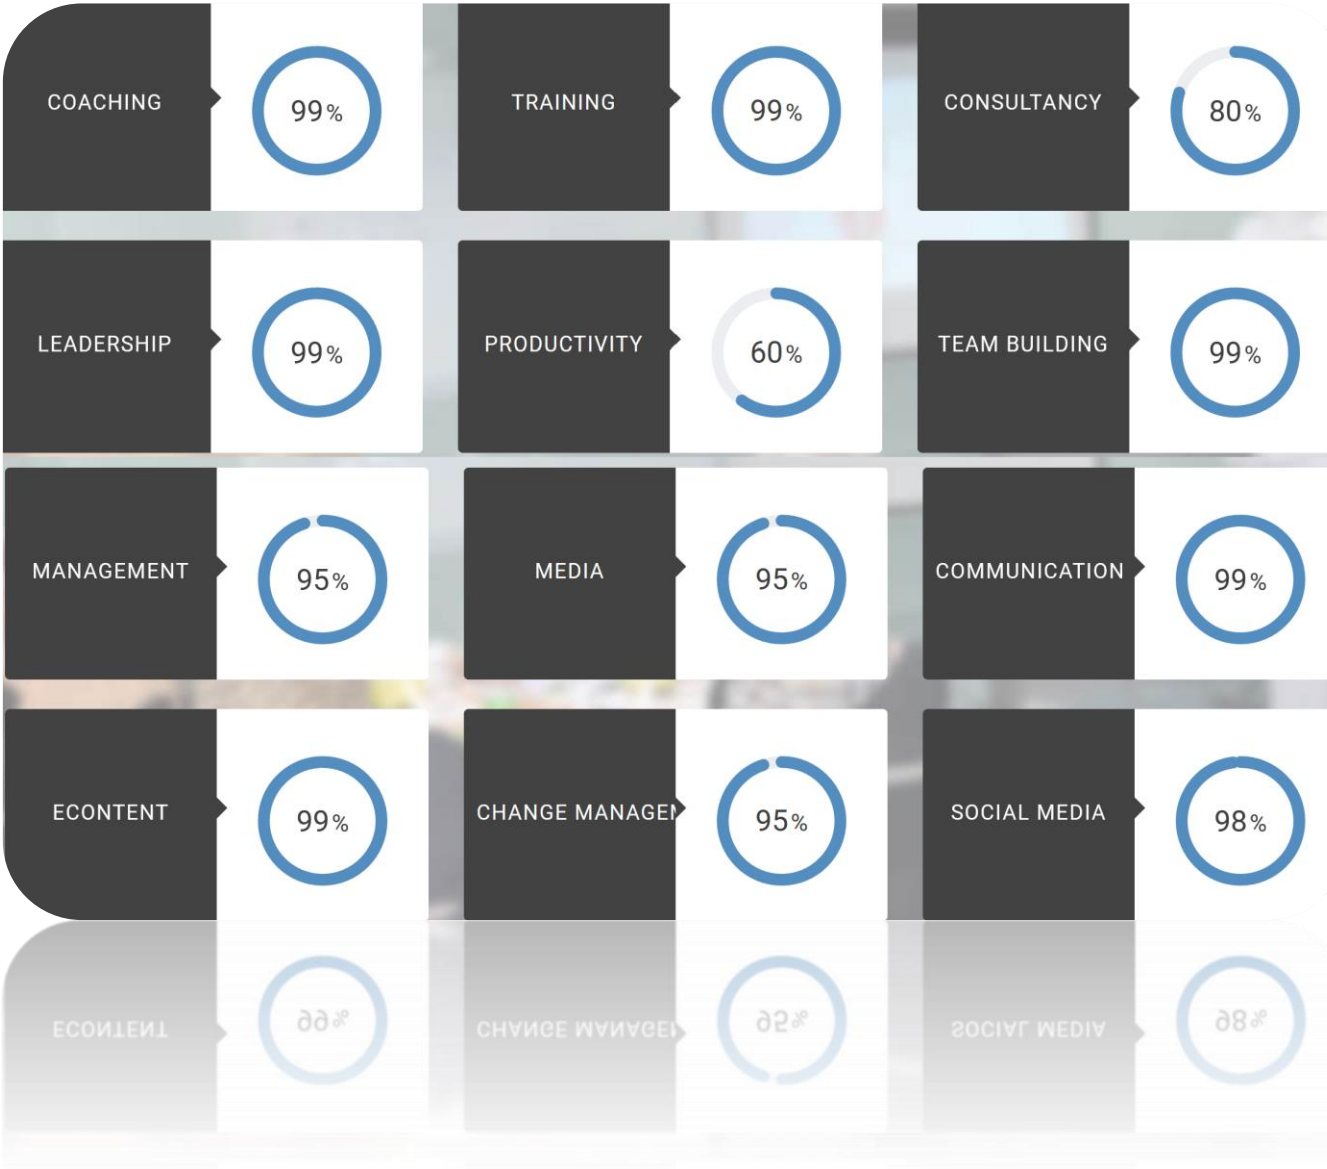 COACHING
99%
TRAINING
99%
CONSULTANCY
80%
LEADERSHIP
99%
PRODUCTIVITY
60%
TEAM BUILDING
99%
MANAGEMENT
95%
MEDIA
95%
COMMUNICATION
99%
ECONTENT
99%
CHANGE MANAGEM
95%
SOCIAL MEDIA
98%